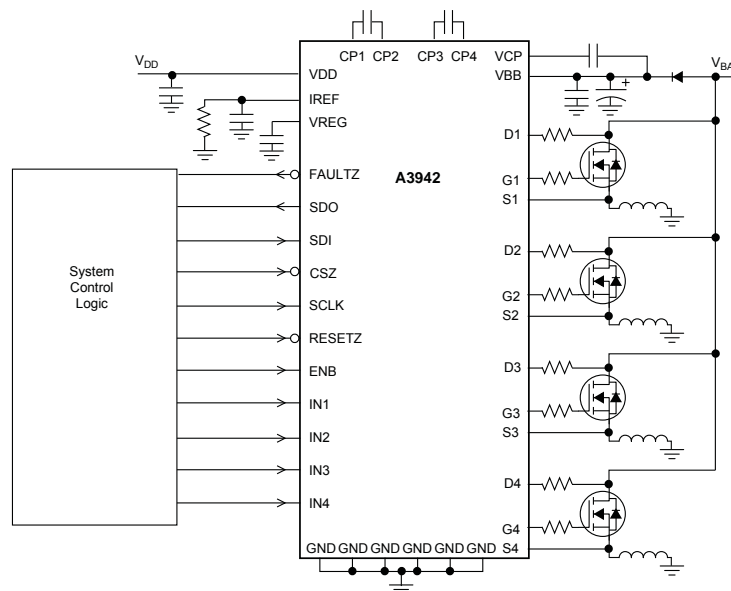 CP1 CP2 CP3 CP4
VDD
VDD
IREF
VREG
FAULTZ
SDO
SDI
CSZ
SCLK
RESETZ
ENB
IN1
IN2
IN3
IN4
System
Control
Logic
A3942
VCP
VBB
VBA
+
D1
G1
S1
D2
G2
S2
D3
G3
S3
D4
G4
S4
GND GND GND GND GND GND